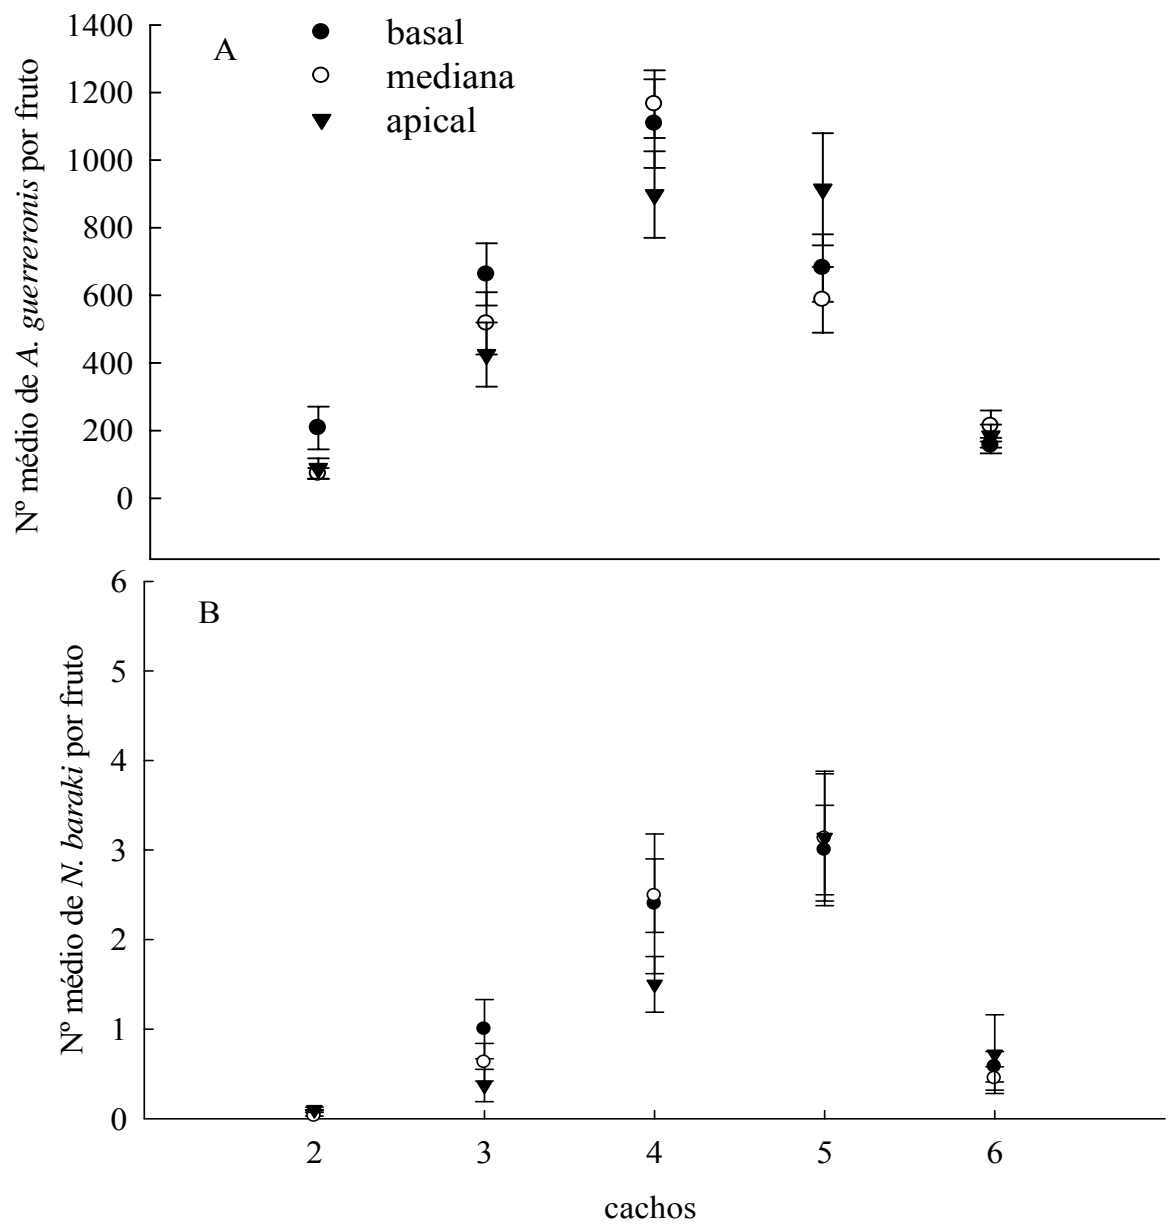 A
basal
mediana
apical
Nº médio de A. guerreronis por fruto
1400
1200
1000
800
600
400
200
0
B
Nº médio de N. baraki por fruto
6
5
4
3
2
1
0
2 3 4 5 6
cachos